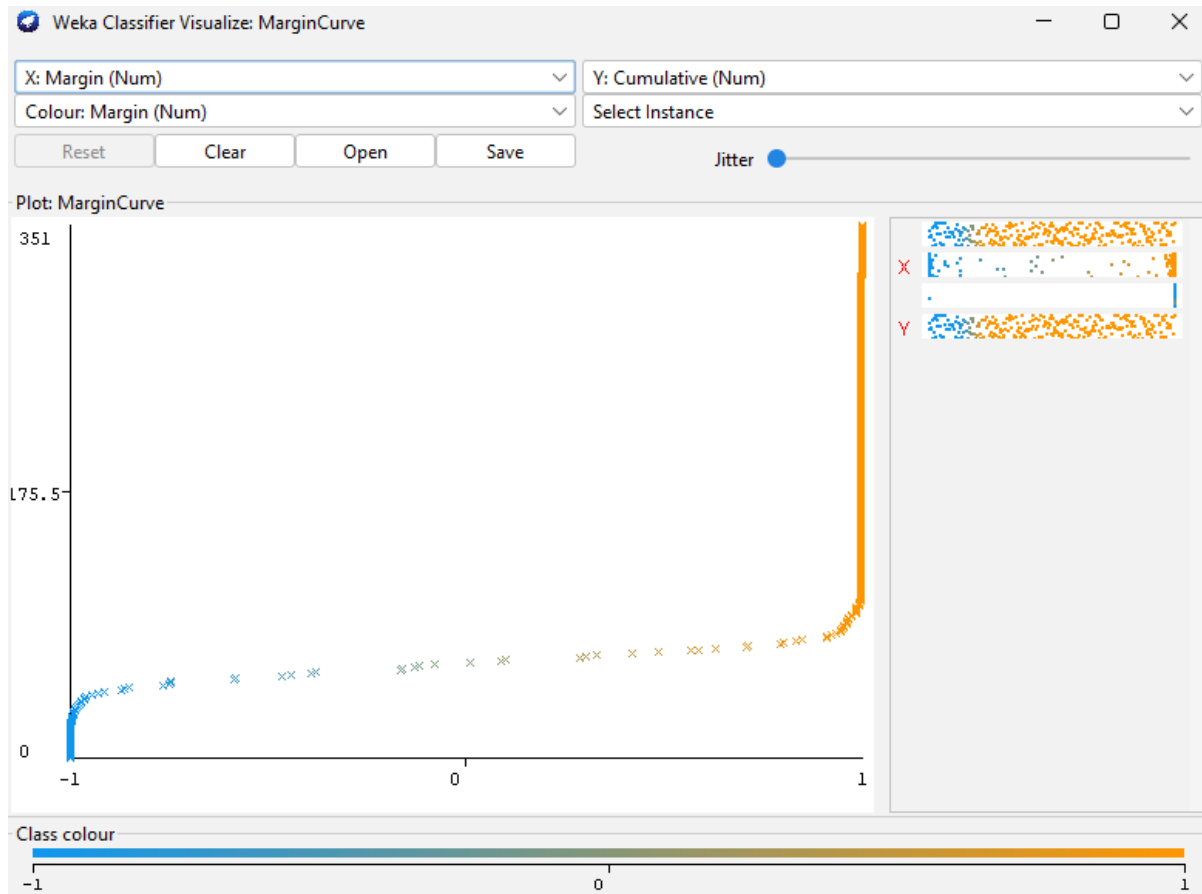 Weka Classifier Visualize: MarginCurve
X: Margin (Num)
Y: Cumulative (Num)
Colour: Margin (Num)
Select Instance
Reset
Clear
Open
Save
Jitter
Plot: MarginCurve
351
175.5
0
-1
0
1
X
Y
Class colour
-1
0
1